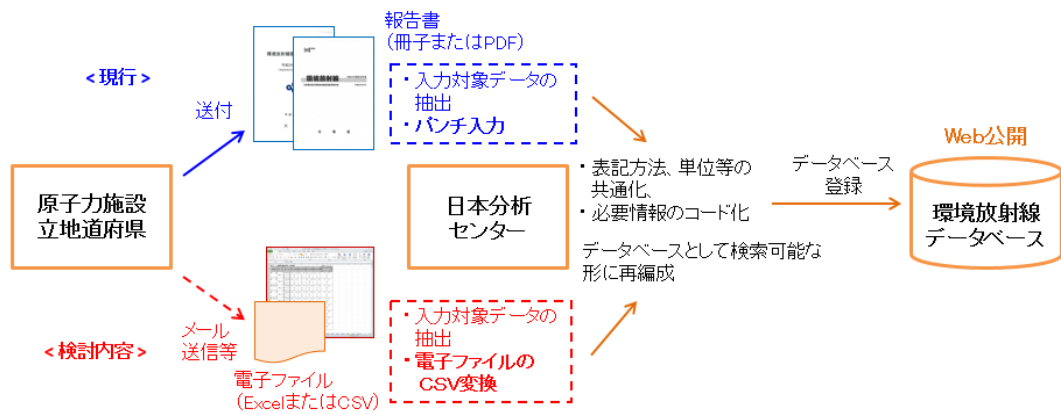 報告書
（冊子またはPDF）
＜現行＞
送付
環境放射線
・入力対象データの
抽出
・パンチ入力
原子力施設
立地道府県
日本分析
センター
・表記方法、単位等の
共通化、
・必要情報のコード化
データベースとして検索可能な
形に再編成
データベース
登録
Web公開
環境放射線
データベース
メール
送信等
＜検討内容＞
電子ファイル
（ExcelまたはCSV）
・入力対象データの
抽出
・電子ファイルの
CSV変換